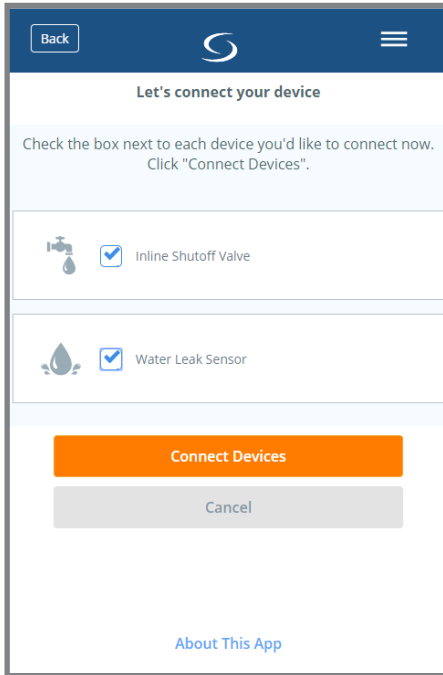 Back
Let's connect your device
Check the box next to each device you'd like to connect now.
Click "Connect Devices".
Inline Shutoff Valve
Water Leak Sensor
Connect Devices
Cancel
About This App